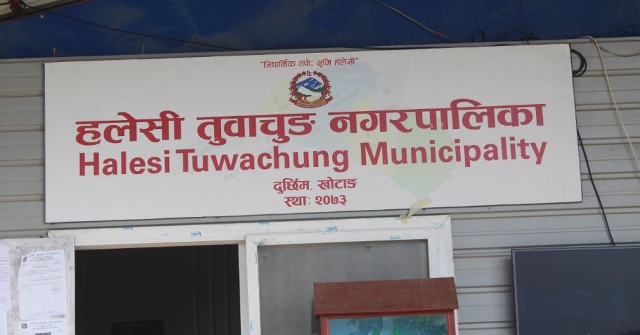 "त्रिधार्मिक तपो: भूमि हलेसी"
हलेसी तुवाचुङ नगरपालिका
Halesi Tuwachung Municipality
दुर्छिम, खोटाङ
स्था: २०७३